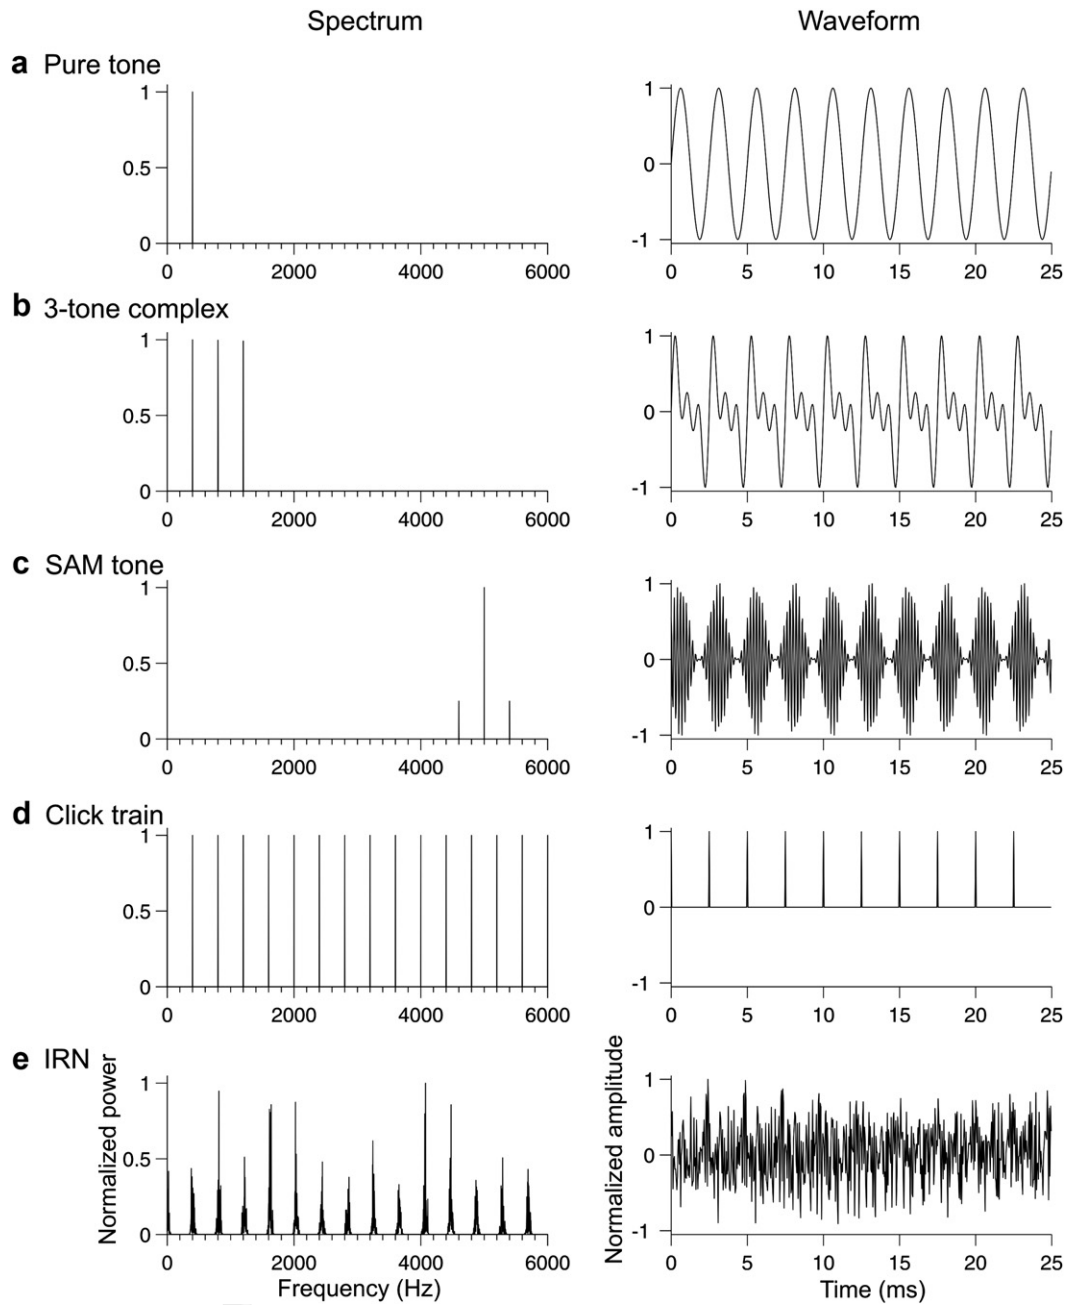 Spectrum
Waveform
a Pure tone
1
0.5
0
0 2000 4000 6000
1
0
-1
0 5 10 15 20 25
b 3-tone complex
1
0.5
0
0 2000 4000 6000
1
0
-1
0 5 10 15 20 25
c SAM tone
1
0.5
0
0 2000 4000 6000
1
0
-1
0 5 10 15 20 25
d Click train
1
0.5
0
0 2000 4000 6000
1
0
-1
0 5 10 15 20 25
e IRN
Normalized power
1
0.5
0
0 2000 4000 6000
Frequency (Hz)
Normalized amplitude
1
0
-1
0 5 10 15 20 25
Time (ms)